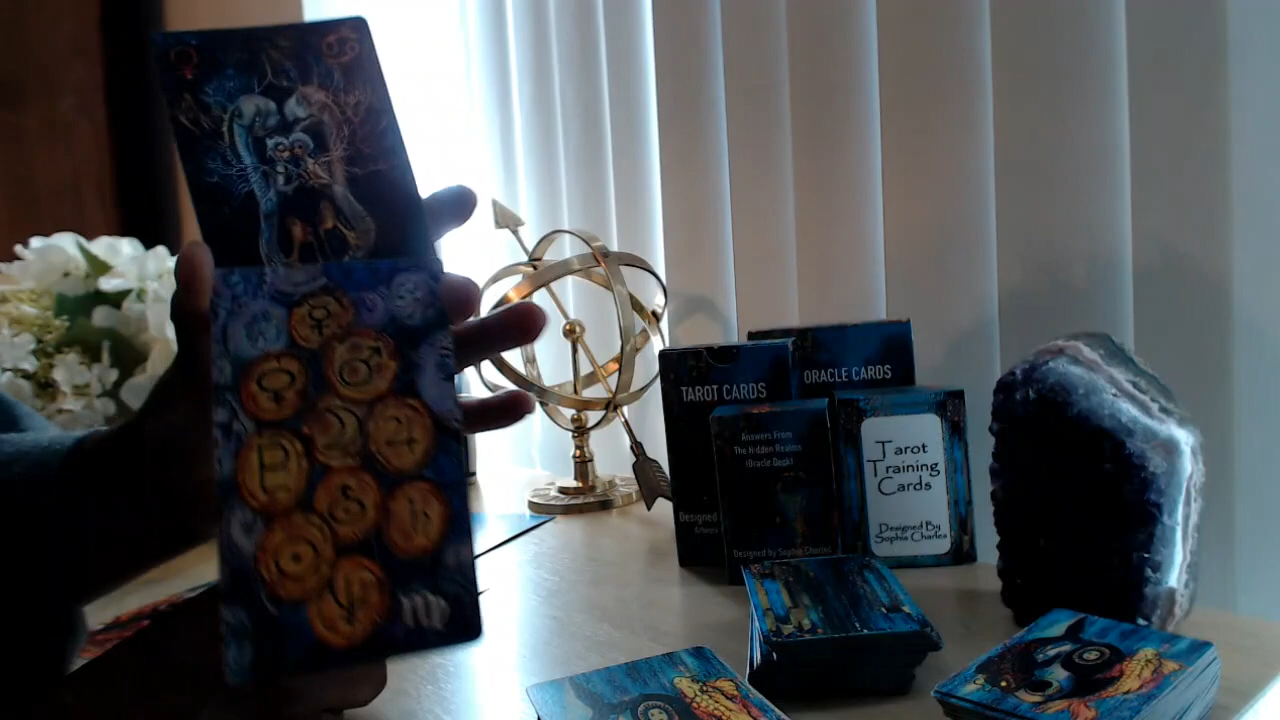 TAROT CARDS
ORACLE CARDS
Answers From
The Hidden Realms
(Oracle Deck)
Tarot
Training
Cards
Designed By
Sophia Charles
Designed
Designed by Sophia Charles